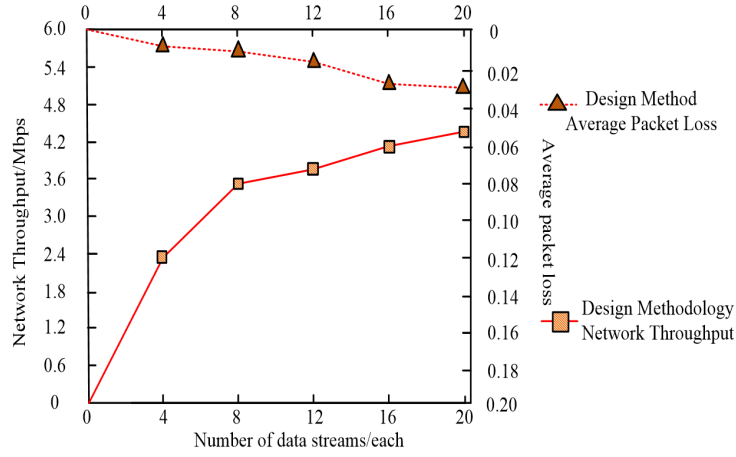 0 4 8 12 16 20
6.0
5.4
4.8
4.2
3.6
3.0
2.4
1.8
1.2
0.6
0
Network Throughput/Mbps
0
0.02
0.04
0.06
0.08
0.10
0.12
0.14
0.16
0.18
0.20
Average packet loss
0 4 8 12 16 20
Number of data streams/each
Design Method
Average Packet Loss
Design Methodology
Network Throughput